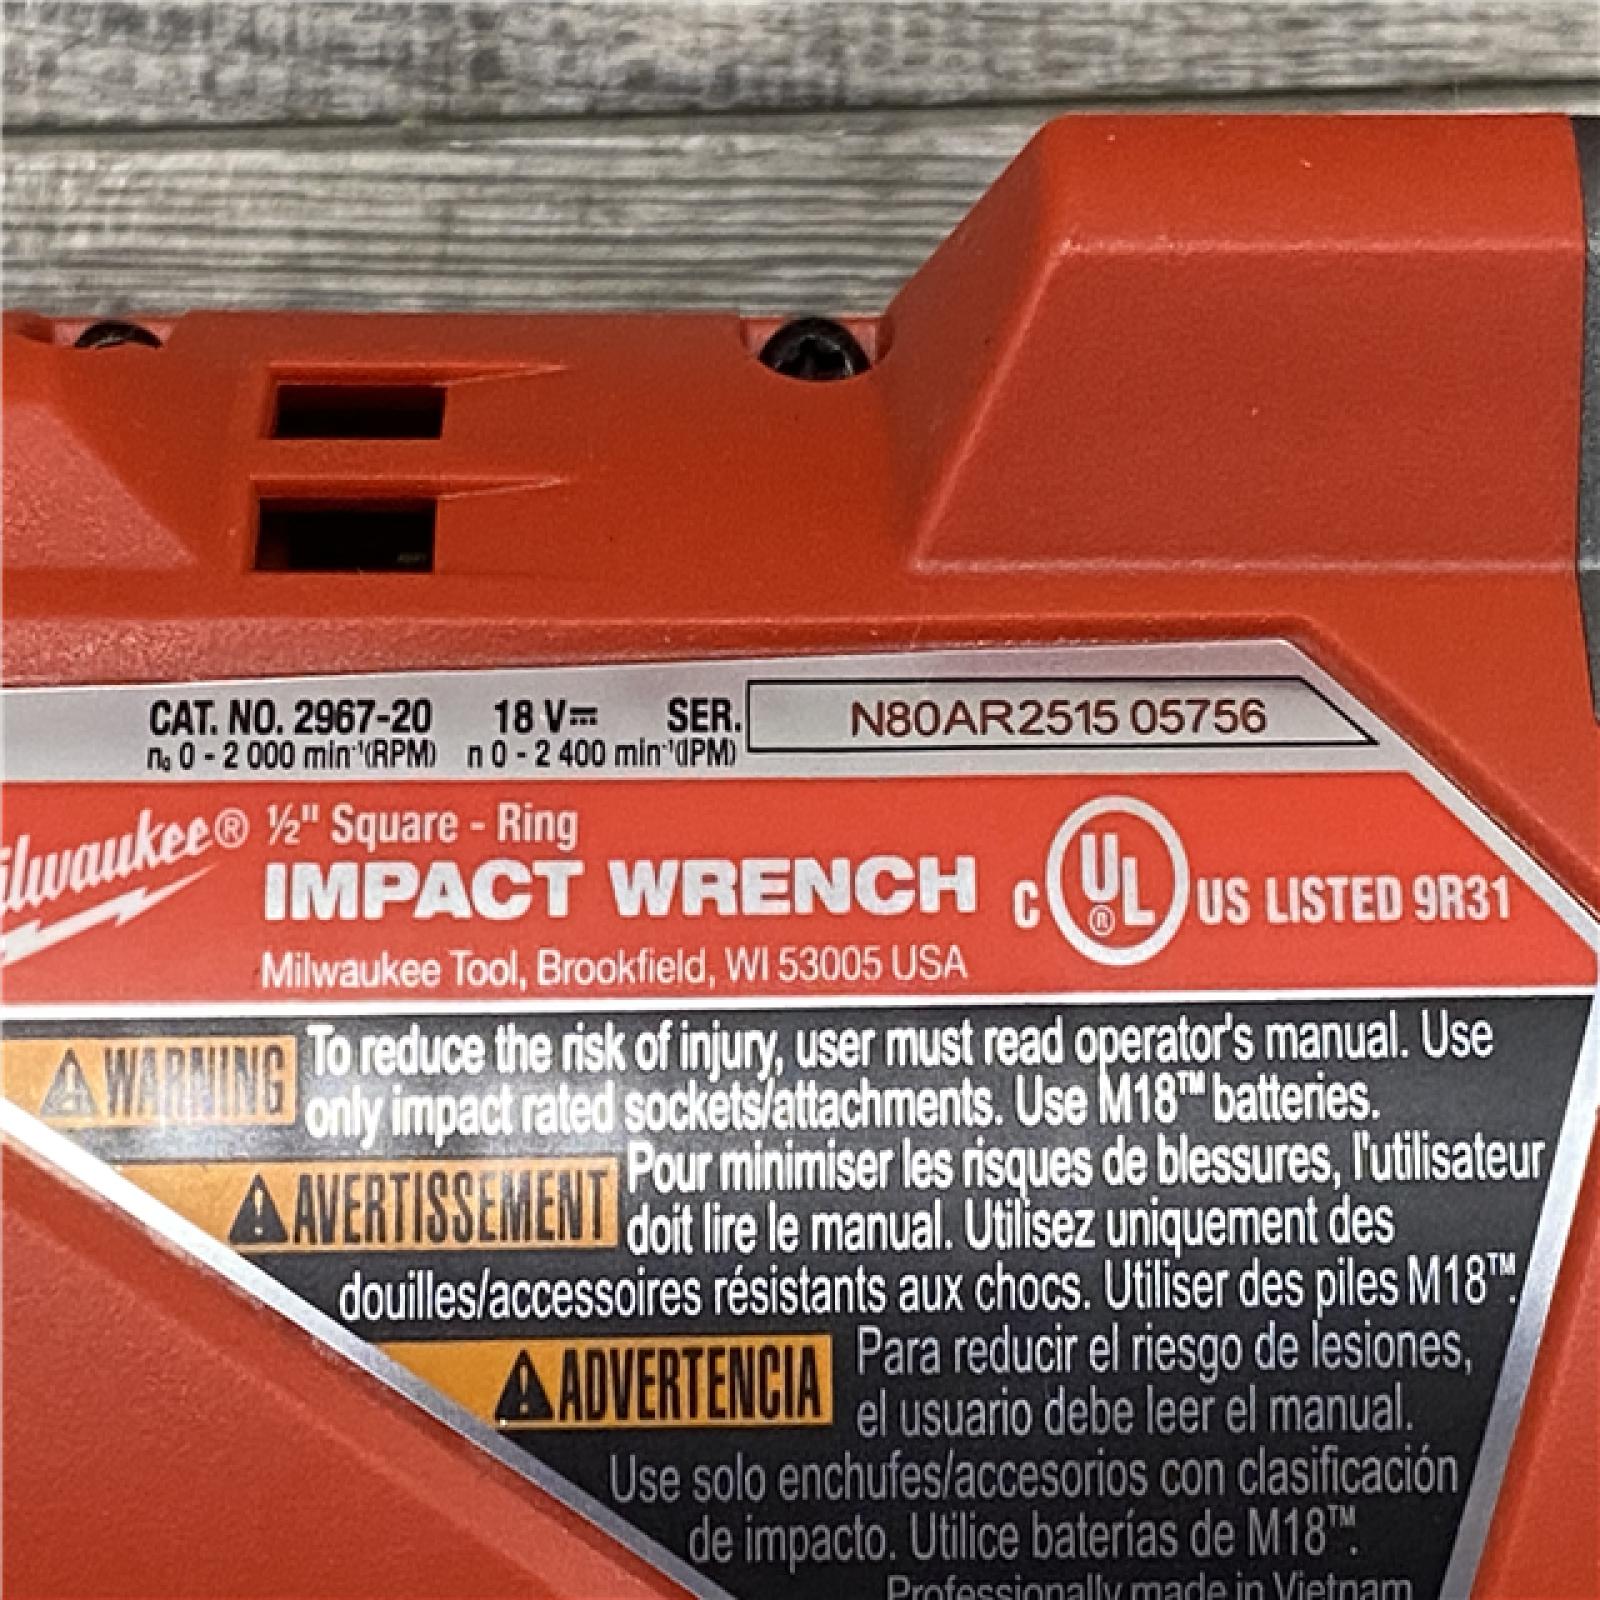 CAT. NO. 2967-20 18 V⎓ SER. N80AR2515 05756
n₀ 0 - 2 000 min⁻¹(RPM) n 0 - 2 400 min⁻¹(IPM)
Milwaukee® ½" Square - Ring
IMPACT WRENCH
C UL® US LISTED 9R31
Milwaukee Tool, Brookfield, WI 53005 USA
⚠ WARNING To reduce the risk of injury, user must read operator's manual. Use
only impact rated sockets/attachments. Use M18™ batteries.
⚠ AVERTISSEMENT Pour minimiser les risques de blessures, l'utilisateur
doit lire le manual. Utilisez uniquement des
douilles/accessoires résistants aux chocs. Utiliser des piles M18™.
⚠ ADVERTENCIA Para reducir el riesgo de lesiones,
el usuario debe leer el manual.
Use solo enchufes/accesorios con clasificación
de impacto. Utilice baterías de M18™.
Professionally made in Vietnam